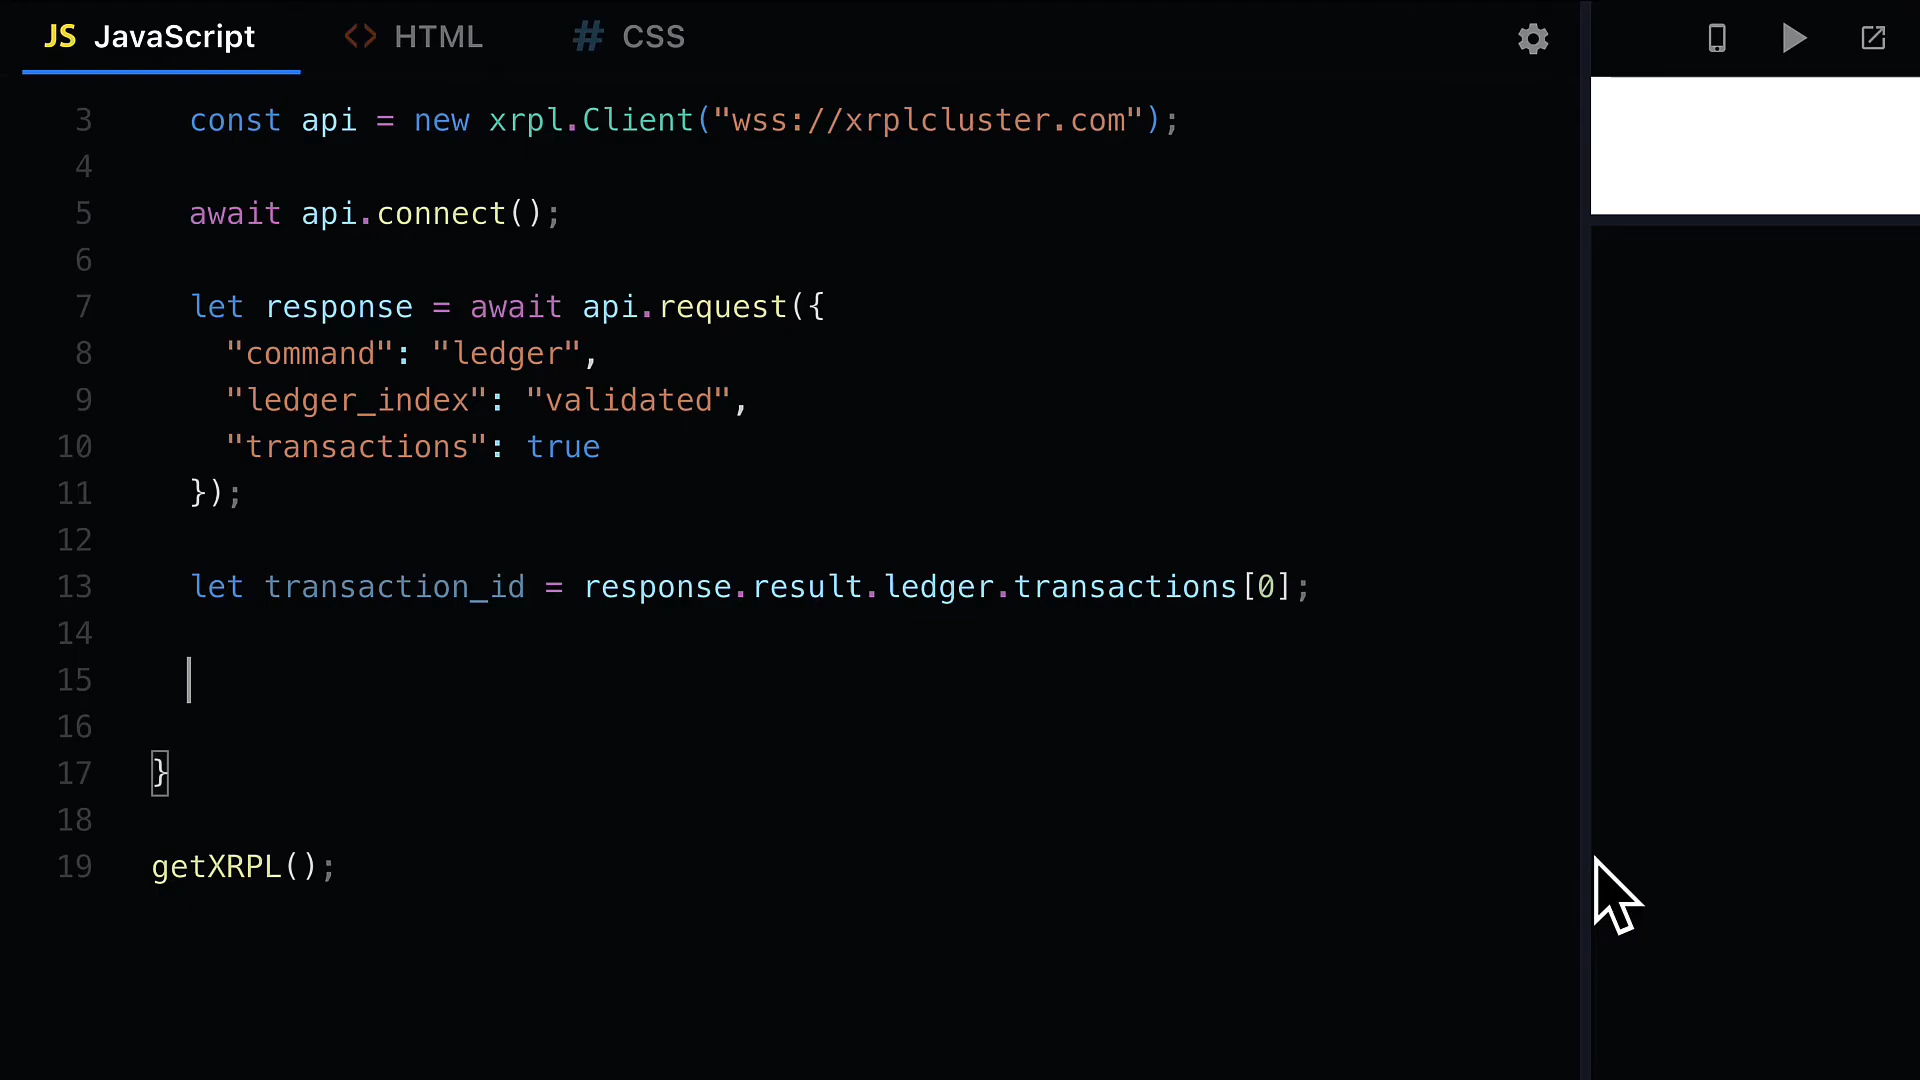 JS JavaScript <> HTML # CSS
3 const api = new xrpl.Client("wss://xrplcluster.com");
4
5 await api.connect();
6
7 let response = await api.request({
8 "command": "ledger",
9 "ledger_index": "validated",
10 "transactions": true
11 });
12
13 let transaction_id = response.result.ledger.transactions[0];
14
15
16
17 }
18
19 getXRPL();